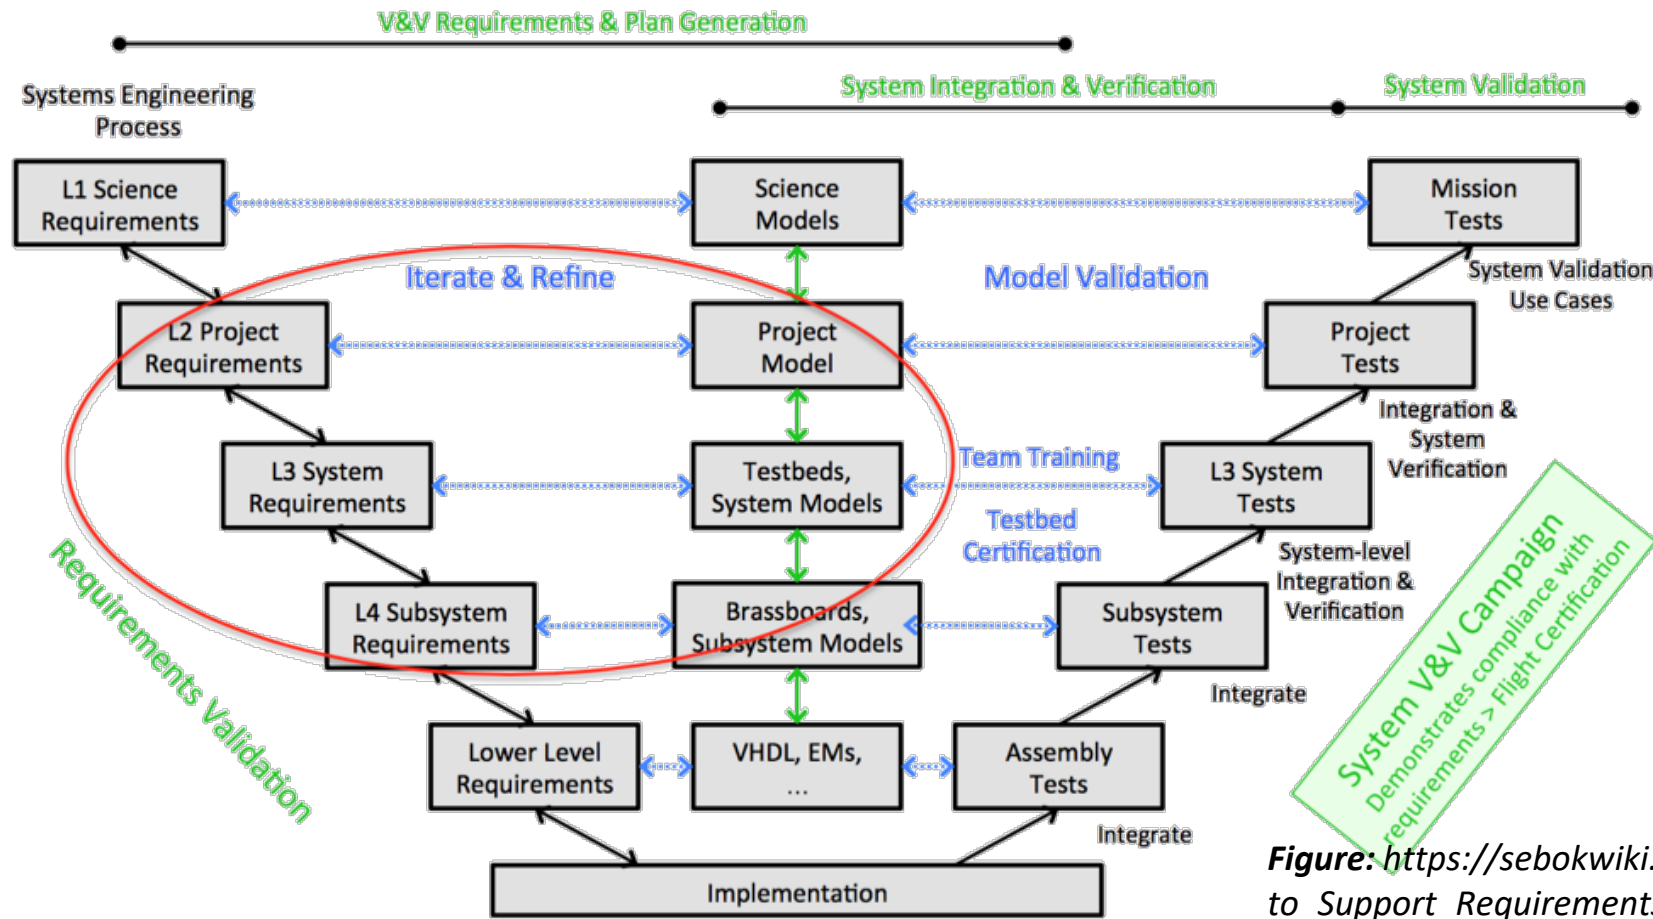 V&V Requirements & Plan Generation
System Integration & Verification
System Validation
Systems Engineering
Process
L1 Science
Requirements
Science
Models
Mission
Tests
Iterate & Refine
Model Validation
System Validation
Use Cases
L2 Project
Requirements
Project
Model
Project
Tests
Integration &
System
Verification
L3 System
Requirements
Testbeds,
System Models
Team Training
Testbed
Certification
L3 System
Tests
System-level
Integration &
Verification
Requirements Validation
L4 Subsystem
Requirements
Brassboards,
Subsystem Models
Subsystem
Tests
Integrate
System V&V Campaign
Demonstrates compliance with
requirements > Flight Certification
Lower Level
Requirements
VHDL, EMs,
...
Assembly
Tests
Integrate
Implementation
Figure: https://sebokwiki.
to Support Requirements